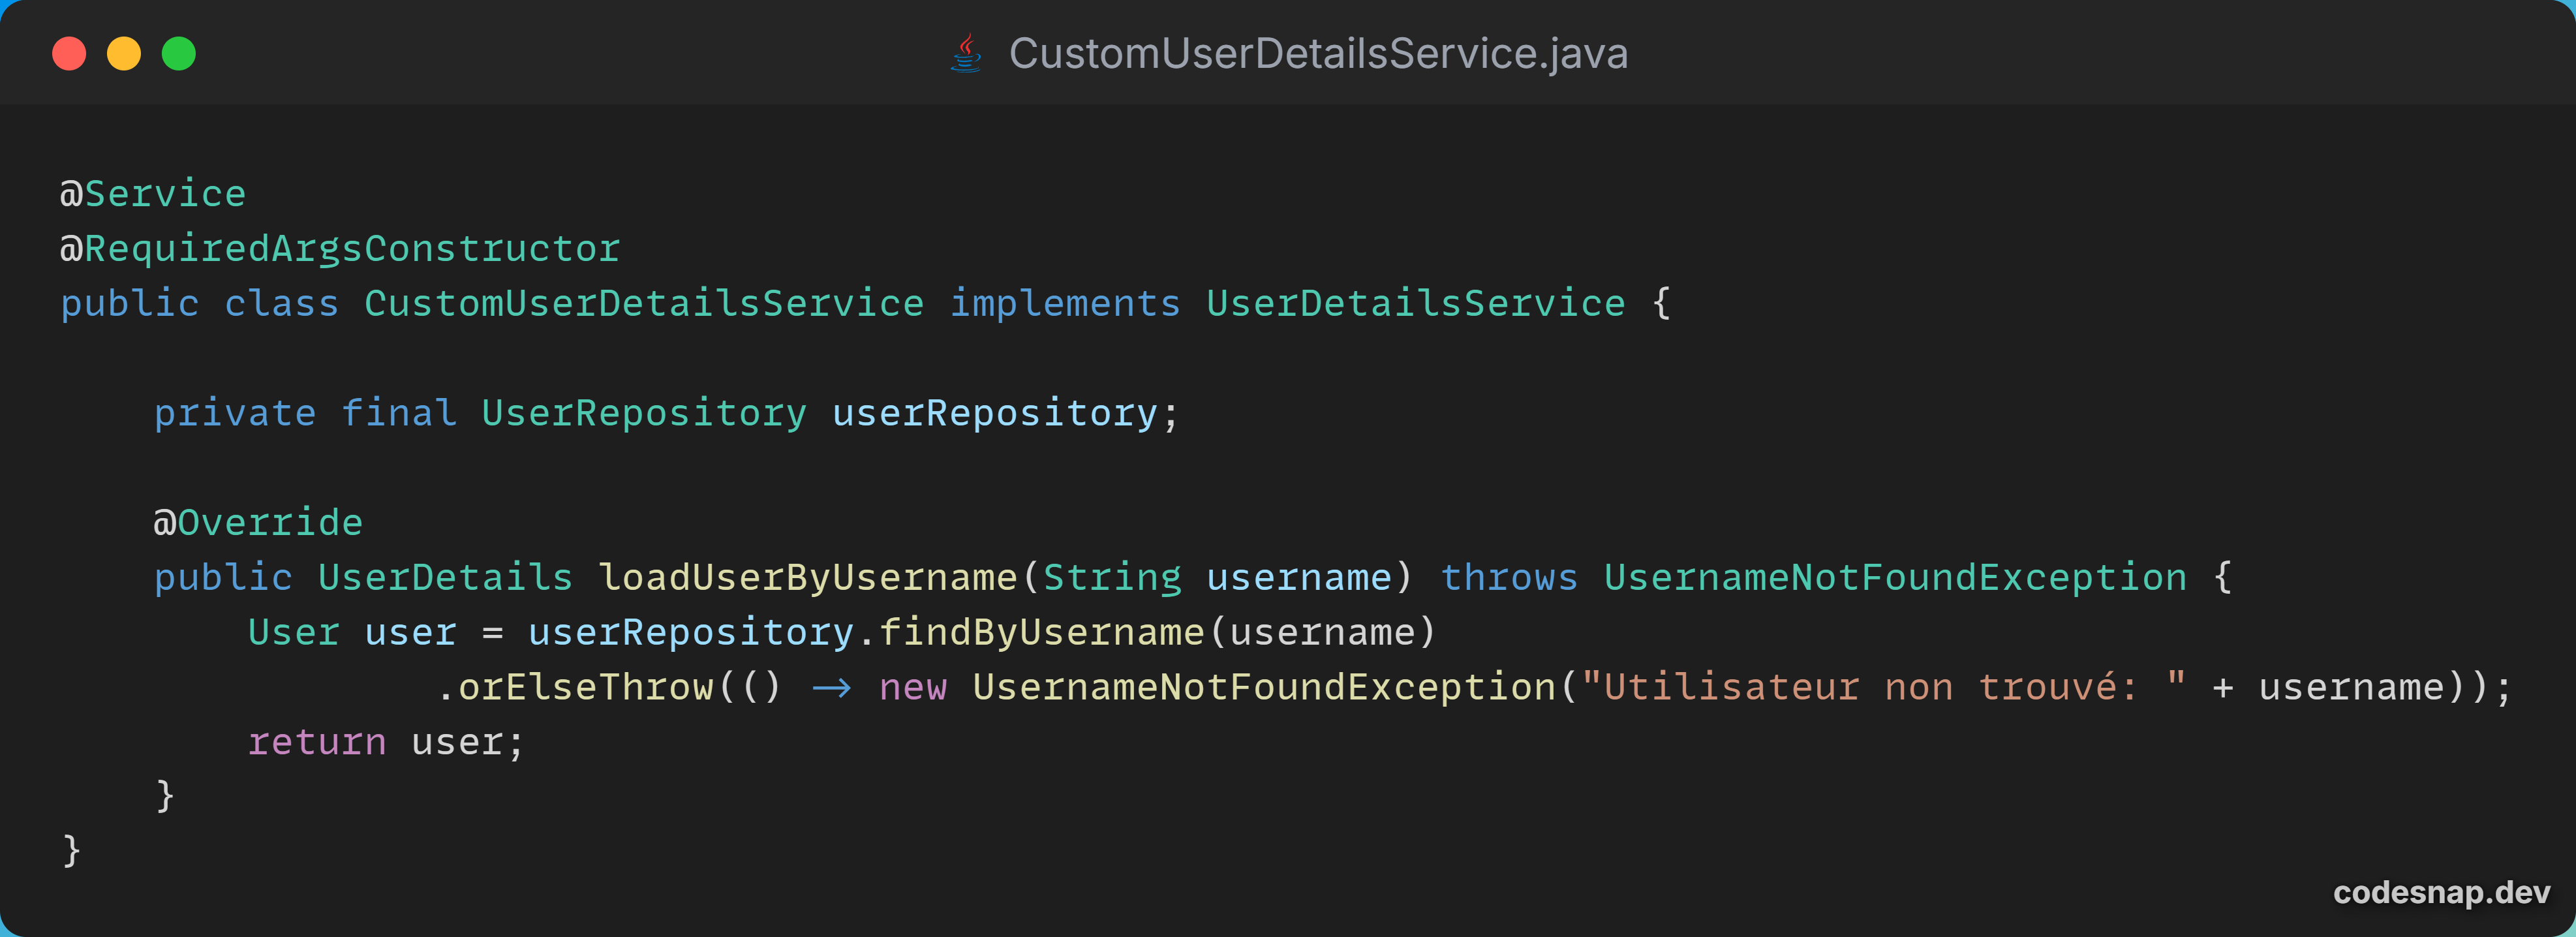 CustomUserDetailsService.java
@Service
@RequiredArgsConstructor
public class CustomUserDetailsService implements UserDetailsService {
    private final UserRepository userRepository;
    @Override
    public UserDetails loadUserByUsername(String username) throws UsernameNotFoundException {
        User user = userRepository.findByUsername(username)
                .orElseThrow(() -> new UsernameNotFoundException("Utilisateur non trouvé: " + username));
        return user;
    }
}
codesnap.dev